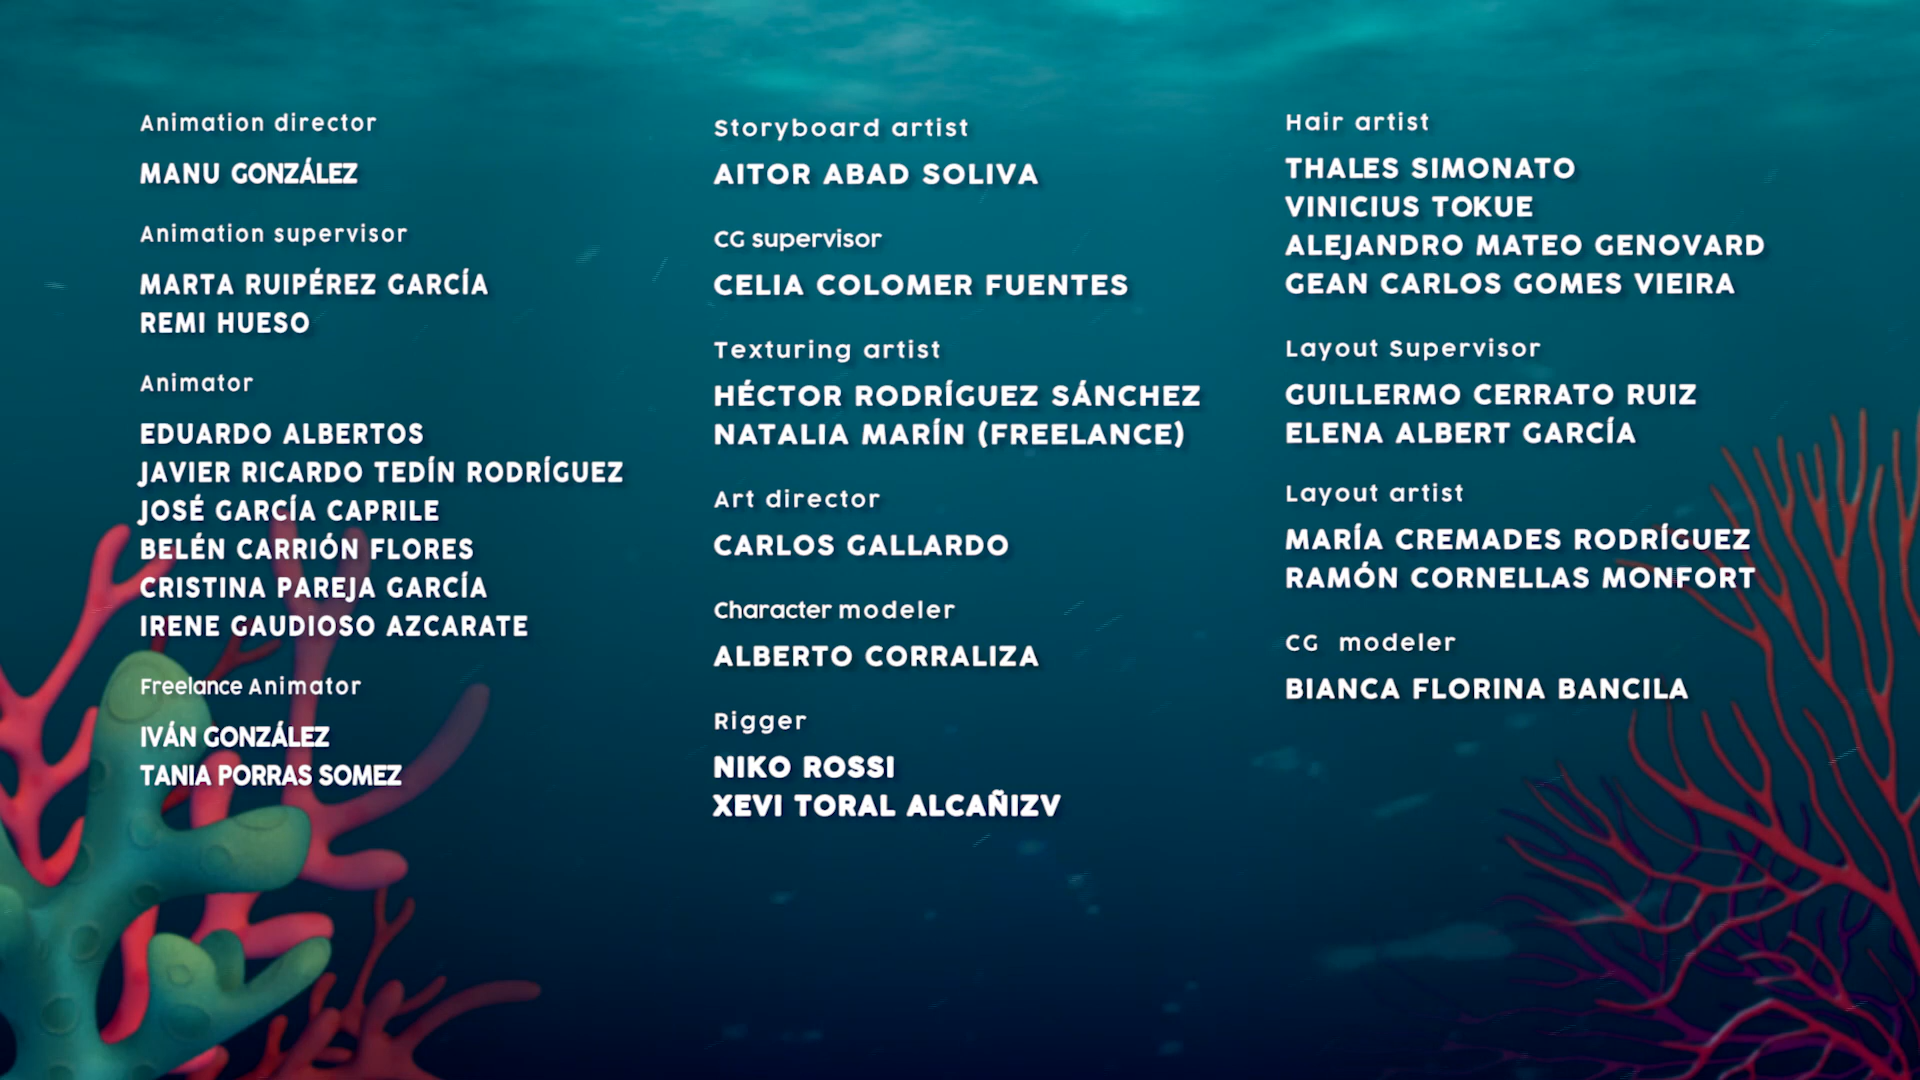 Animation director
MANU GONZÁLEZ
Animation supervisor
MARTA RUIPÉREZ GARCÍA
REMI HUESO
Animator
EDUARDO ALBERTOS
JAVIER RICARDO TEDÍN RODRÍGUEZ
JOSÉ GARCÍA CAPRILE
BELÉN CARRIÓN FLORES
CRISTINA PAREJA GARCÍA
IRENE GAUDIOSO AZCARATE
Freelance Animator
IVÁN GONZÁLEZ
TANIA PORRAS SOMEZ
Storyboard artist
AITOR ABAD SOLIVA
CG supervisor
CELIA COLOMER FUENTES
Texturing artist
HÉCTOR RODRÍGUEZ SÁNCHEZ
NATALIA MARÍN (FREELANCE)
Art director
CARLOS GALLARDO
Character modeler
ALBERTO CORRALIZA
Rigger
NIKO ROSSI
XEVI TORAL ALCAÑIZV
Hair artist
THALES SIMONATO
VINICIUS TOKUE
ALEJANDRO MATEO GENOVARD
GEAN CARLOS GOMES VIEIRA
Layout Supervisor
GUILLERMO CERRATO RUIZ
ELENA ALBERT GARCÍA
Layout artist
MARÍA CREMADES RODRÍGUEZ
RAMÓN CORNELLAS MONFORT
CG modeler
BIANCA FLORINA BANCILA